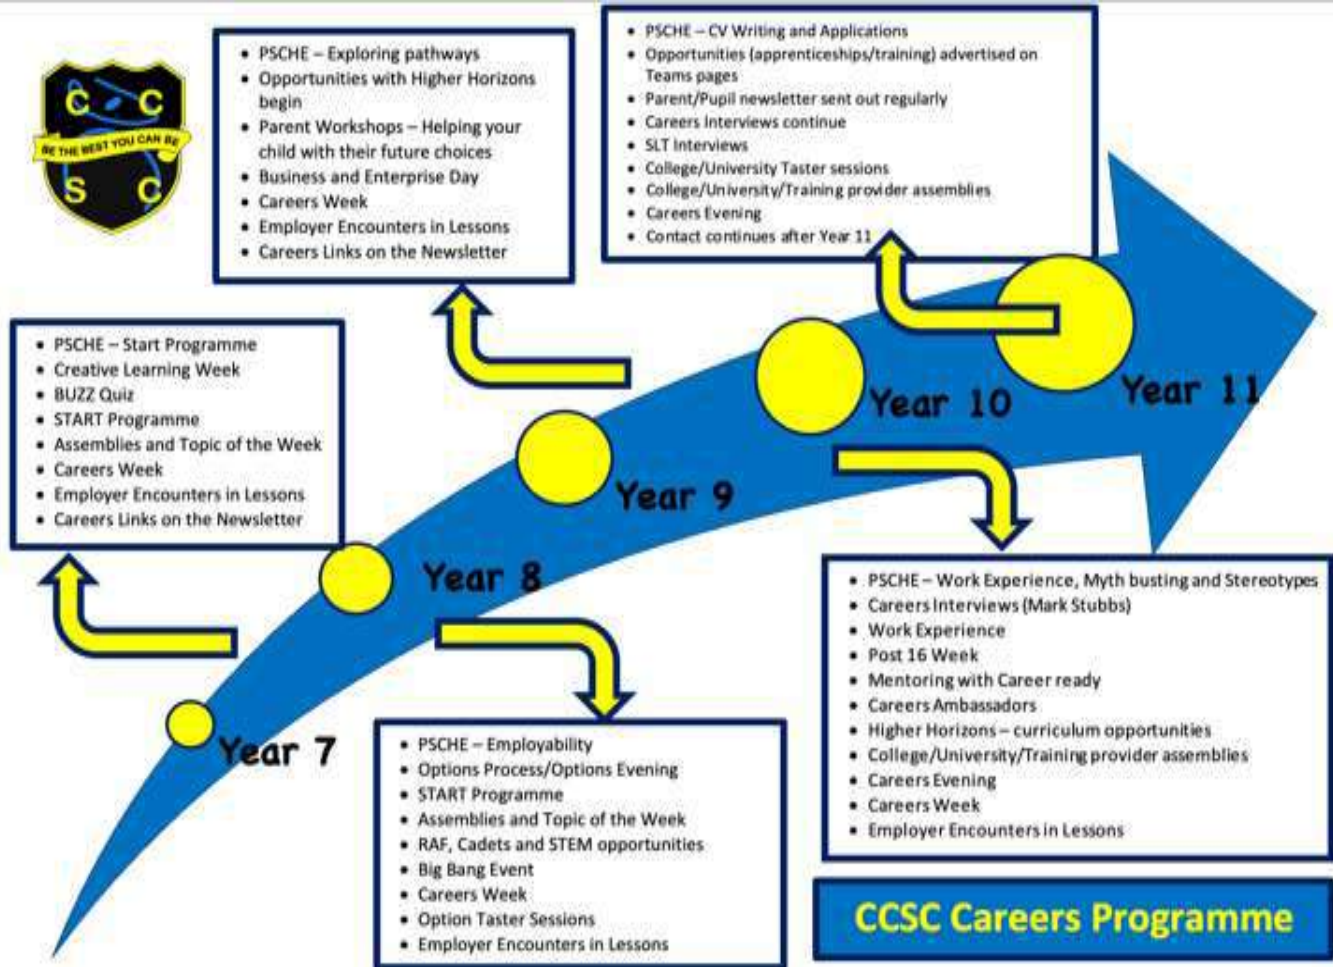 C C
BE THE BEST YOU CAN BE
S C
• PSCHE – Exploring pathways
• Opportunities with Higher Horizons
begin
• Parent Workshops – Helping your
child with their future choices
• Business and Enterprise Day
• Careers Week
• Employer Encounters in Lessons
• Careers Links on the Newsletter
• PSCHE – CV Writing and Applications
• Opportunities (apprenticeships/training) advertised on
Teams pages
• Parent/Pupil newsletter sent out regularly
• Careers Interviews continue
• SLT Interviews
• College/University Taster sessions
• College/University/Training provider assemblies
• Careers Evening
• Contact continues after Year 11
• PSCHE – Start Programme
• Creative Learning Week
• BUZZ Quiz
• START Programme
• Assemblies and Topic of the Week
• Careers Week
• Employer Encounters in Lessons
• Careers Links on the Newsletter
Year 11
Year 10
Year 9
Year 8
Year 7
• PSCHE – Employability
• Options Process/Options Evening
• START Programme
• Assemblies and Topic of the Week
• RAF, Cadets and STEM opportunities
• Big Bang Event
• Careers Week
• Option Taster Sessions
• Employer Encounters in Lessons
• PSCHE – Work Experience, Myth busting and Stereotypes
• Careers Interviews (Mark Stubbs)
• Work Experience
• Post 16 Week
• Mentoring with Career ready
• Careers Ambassadors
• Higher Horizons – curriculum opportunities
• College/University/Training provider assemblies
• Careers Evening
• Careers Week
• Employer Encounters in Lessons
CCSC Careers Programme